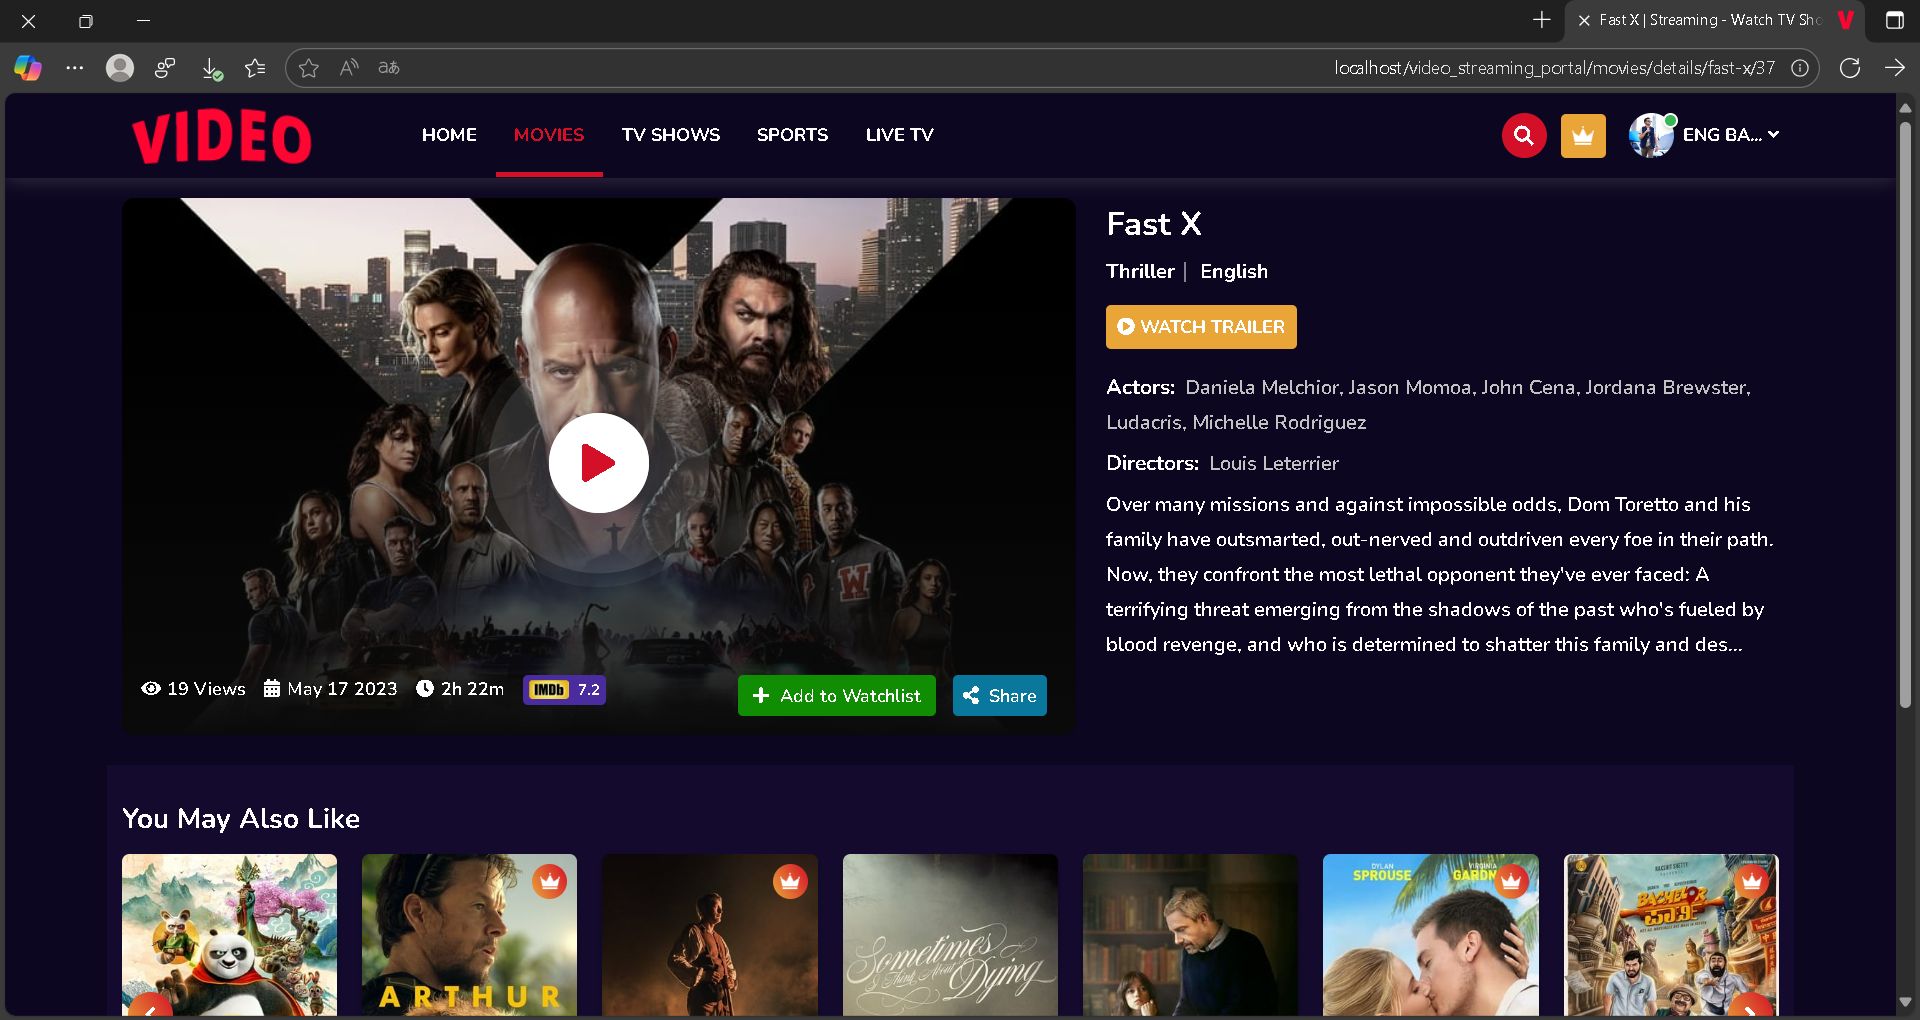 Fast X | Streaming - Watch TV Sho
localhost/video_streaming_portal/movies/details/fast-x/37
VIDEO
HOME
MOVIES
TV SHOWS
SPORTS
LIVE TV
ENG BA...
Fast X
Thriller | English
WATCH TRAILER
Actors: Daniela Melchior, Jason Momoa, John Cena, Jordana Brewster,
Ludacris, Michelle Rodriguez
Directors: Louis Leterrier
Over many missions and against impossible odds, Dom Toretto and his
family have outsmarted, out-nerved and outdriven every foe in their path.
Now, they confront the most lethal opponent they've ever faced: A
terrifying threat emerging from the shadows of the past who's fueled by
blood revenge, and who is determined to shatter this family and des...
19 Views
May 17 2023
2h 22m
IMDb 7.2
Add to Watchlist
Share
You May Also Like
ARTHUR
Sometimes
I Think About
Dying
DYLAN
SPROUSE
VIRGINIA
GARDN